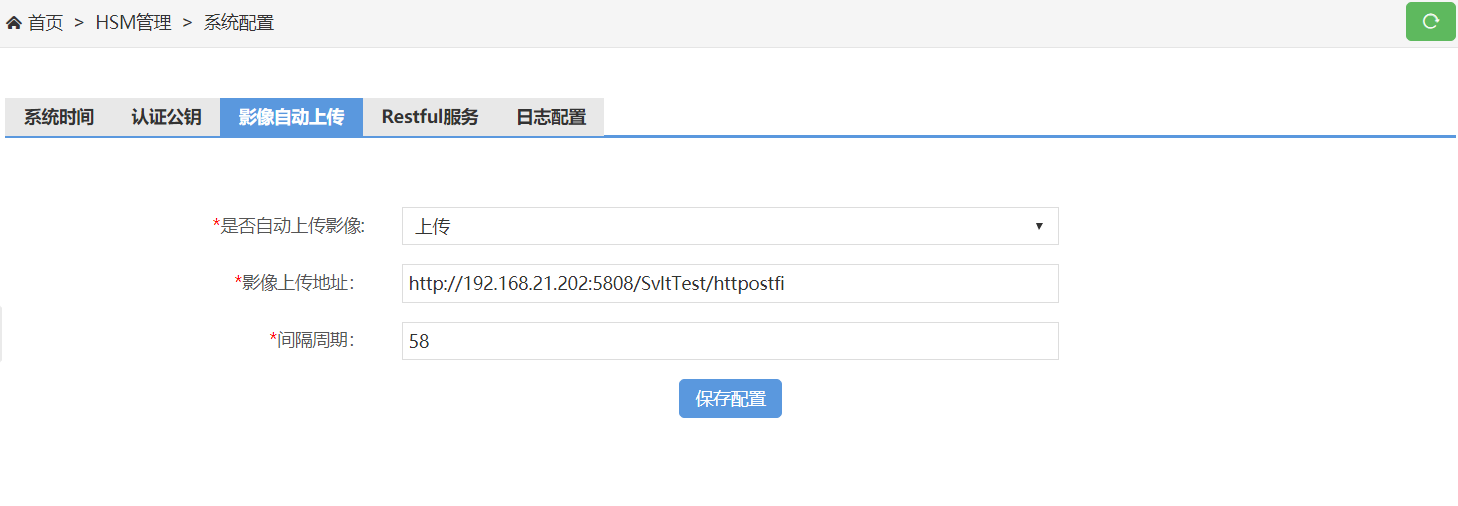 首页 > HSM管理 > 系统配置
系统时间 认证公钥 影像自动上传 Restful服务 日志配置
*是否自动上传影像: 上传
*影像上传地址： http://192.168.21.202:5808/SvltTest/httpostfi
*间隔周期： 58
保存配置